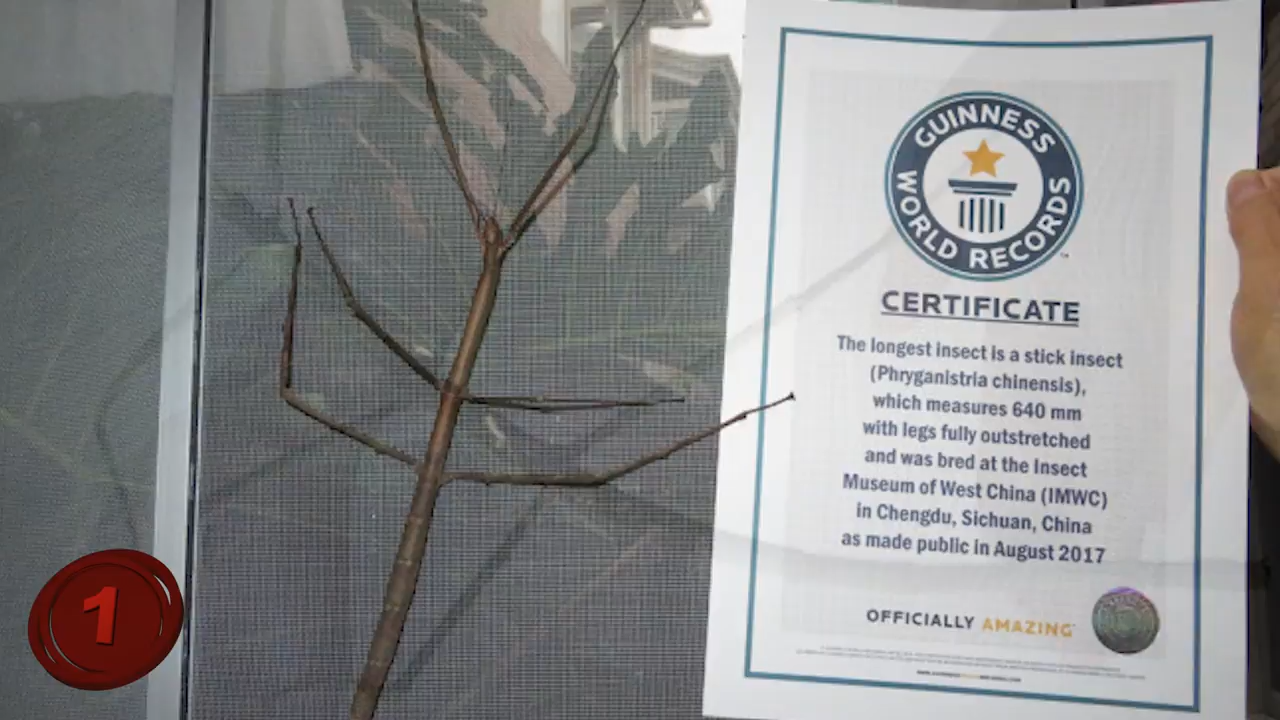 GUINNESS
WORLD RECORDS
CERTIFICATE
The longest insect is a stick insect
(Phryganistria chinensis),
which measures 640 mm
with legs fully outstretched
and was bred at the Insect
Museum of West China (IMWC)
in Chengdu, Sichuan, China
as made public in August 2017
OFFICIALLY AMAZING
1